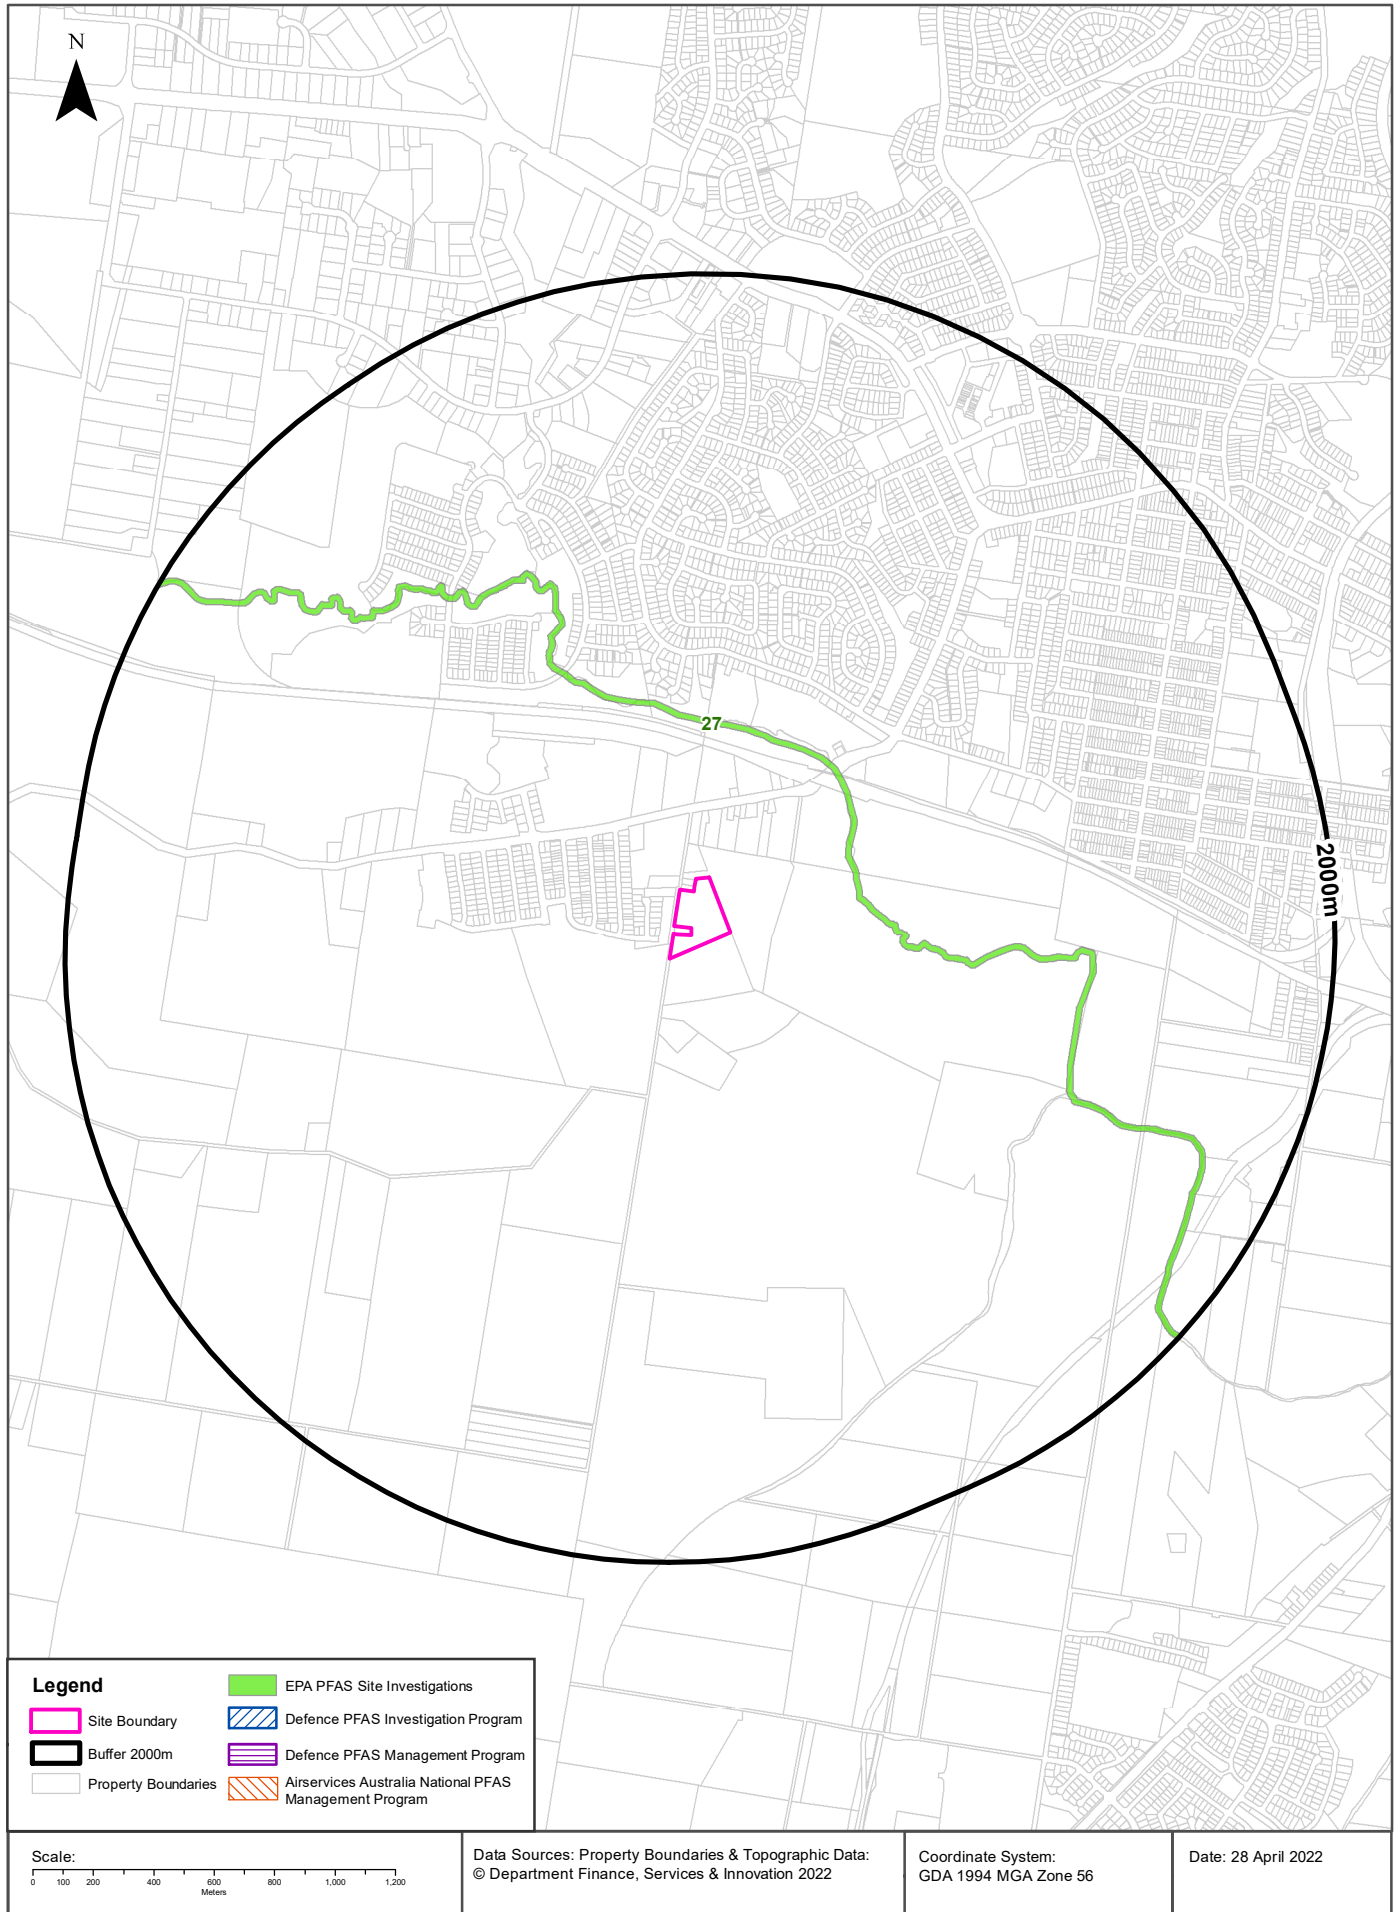 N
27
2000m
Legend
Site Boundary
Buffer 2000m
Property Boundaries
EPA PFAS Site Investigations
Defence PFAS Investigation Program
Defence PFAS Management Program
Airservices Australia National PFAS
Management Program
Scale:
0 100 200 400 600 800 1,000 1,200
Meters
Data Sources: Property Boundaries & Topographic Data:
© Department Finance, Services & Innovation 2022
Coordinate System:
GDA 1994 MGA Zone 56
Date: 28 April 2022